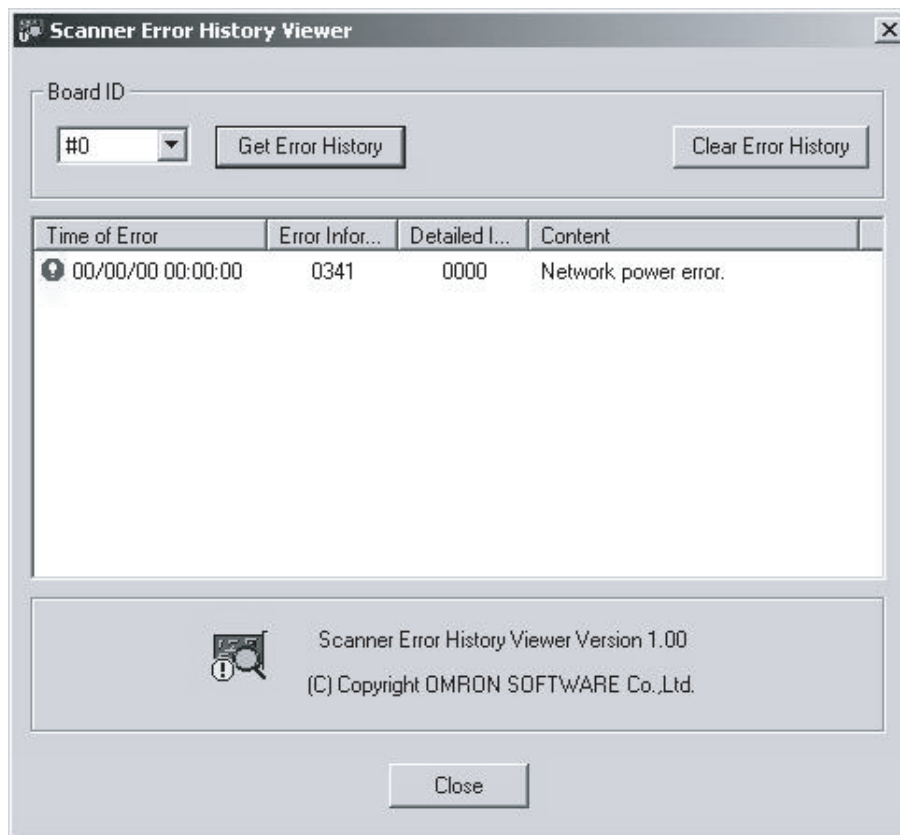 Scanner Error History Viewer
Board ID
#0 Get Error History Clear Error History
Time of Error Error Infor... Detailed I... Content
00/00/00 00:00:00 0341 0000 Network power error.
Scanner Error History Viewer Version 1.00
(C) Copyright OMRON SOFTWARE Co.,Ltd.
Close